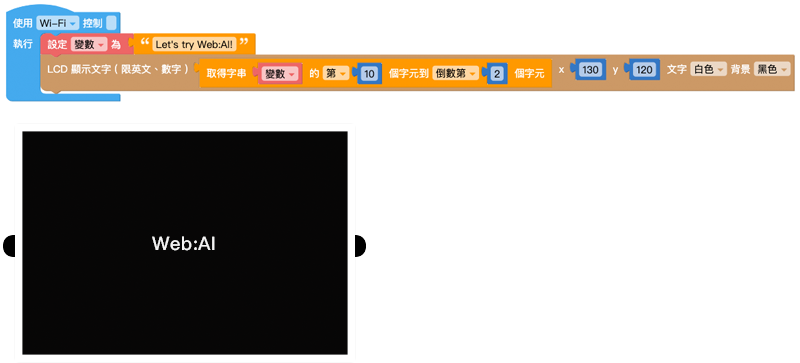 使用 Wi-Fi 控制
執行 設定 變數 為 “ Let's try Web:AI! ”
LCD 顯示文字 ( 限英文、數字 ) 取得字串 變數 的 第 10 個字元到 倒數第 2 個字元 x 130 y 120 文字 白色 背景 黑色
Web:AI